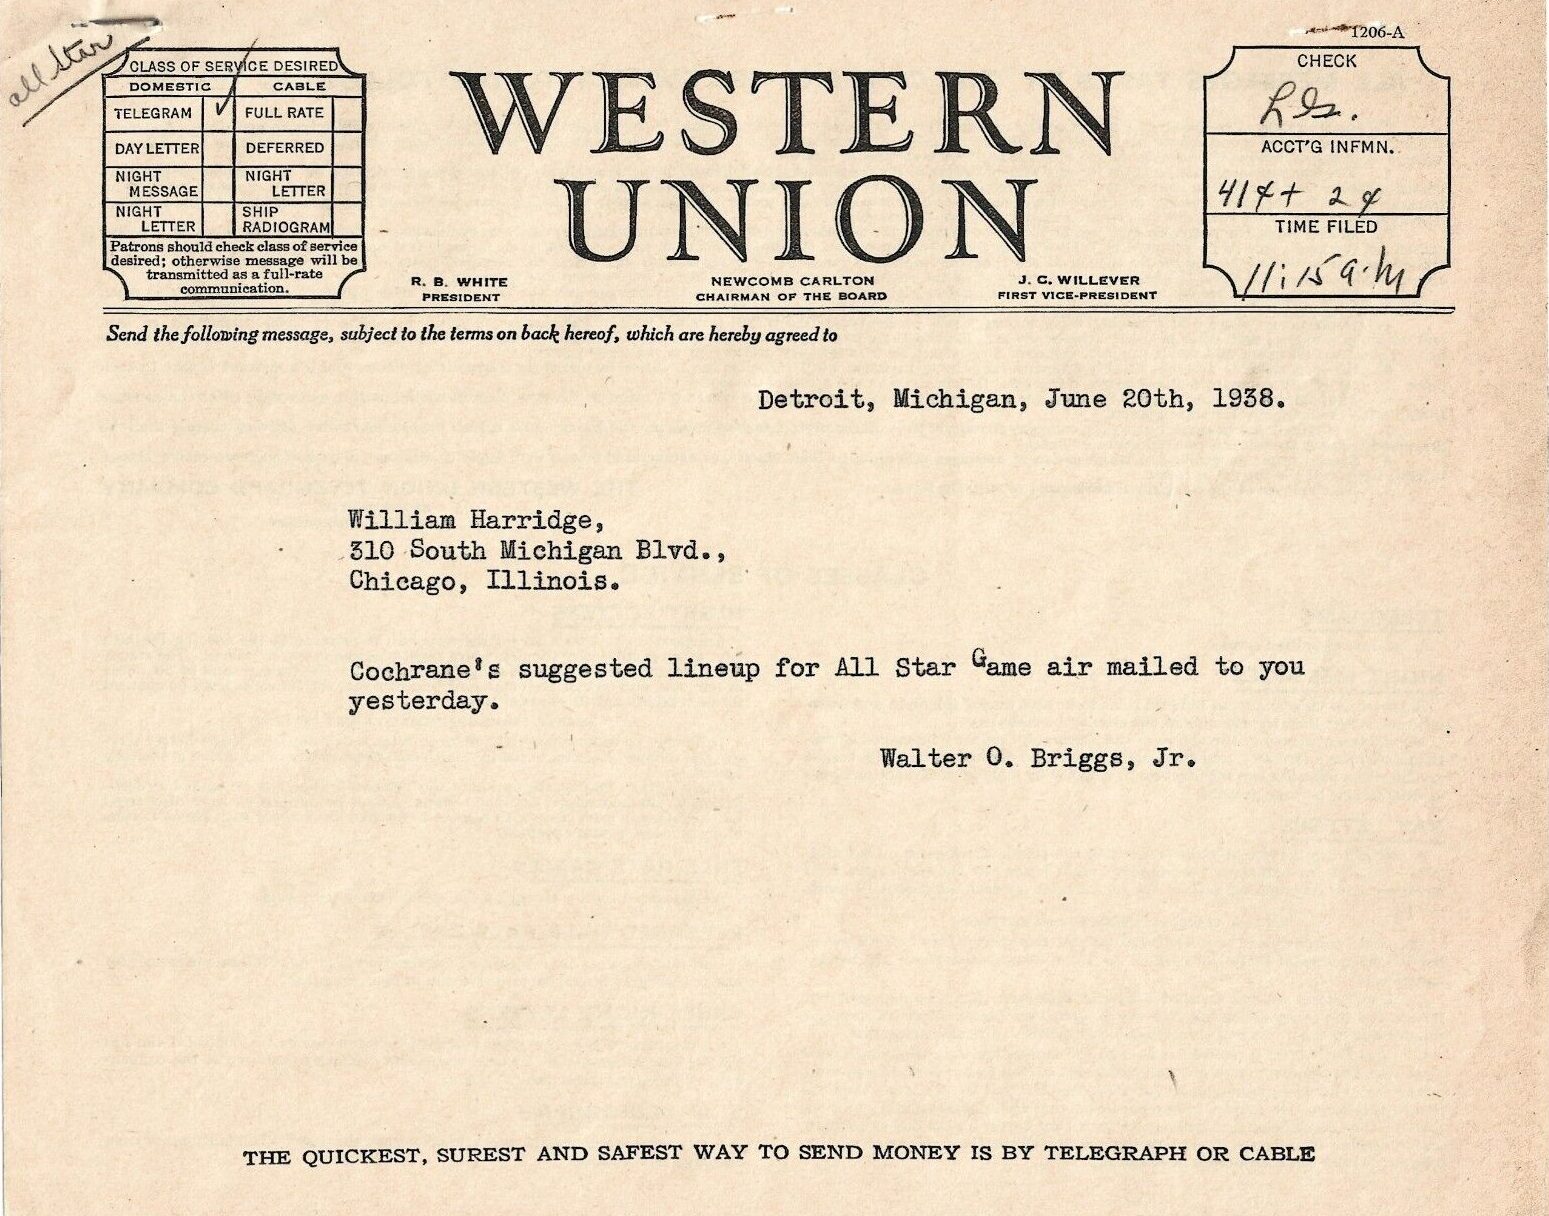 all Star
1206-A
CLASS OF SERVICE DESIRED
DOMESTIC CABLE
TELEGRAM ✓ FULL RATE
DAY LETTER DEFERRED
NIGHT MESSAGE NIGHT LETTER
NIGHT LETTER SHIP RADIOGRAM
Patrons should check class of service
desired; otherwise message will be
transmitted as a full-rate
communication.
WESTERN
UNION
R. B. WHITE
PRESIDENT
NEWCOMB CARLTON
CHAIRMAN OF THE BOARD
J. C. WILLEVER
FIRST VICE-PRESIDENT
CHECK
ACCT'G INFMN.
41¢ + 2¢
TIME FILED
11:15 a.m
Send the following message, subject to the terms on back hereof, which are hereby agreed to
Detroit, Michigan, June 20th, 1938.
William Harridge,
310 South Michigan Blvd.,
Chicago, Illinois.
Cochrane's suggested lineup for All Star Game air mailed to you
yesterday.
Walter O. Briggs, Jr.
THE QUICKEST, SUREST AND SAFEST WAY TO SEND MONEY IS BY TELEGRAPH OR CABLE